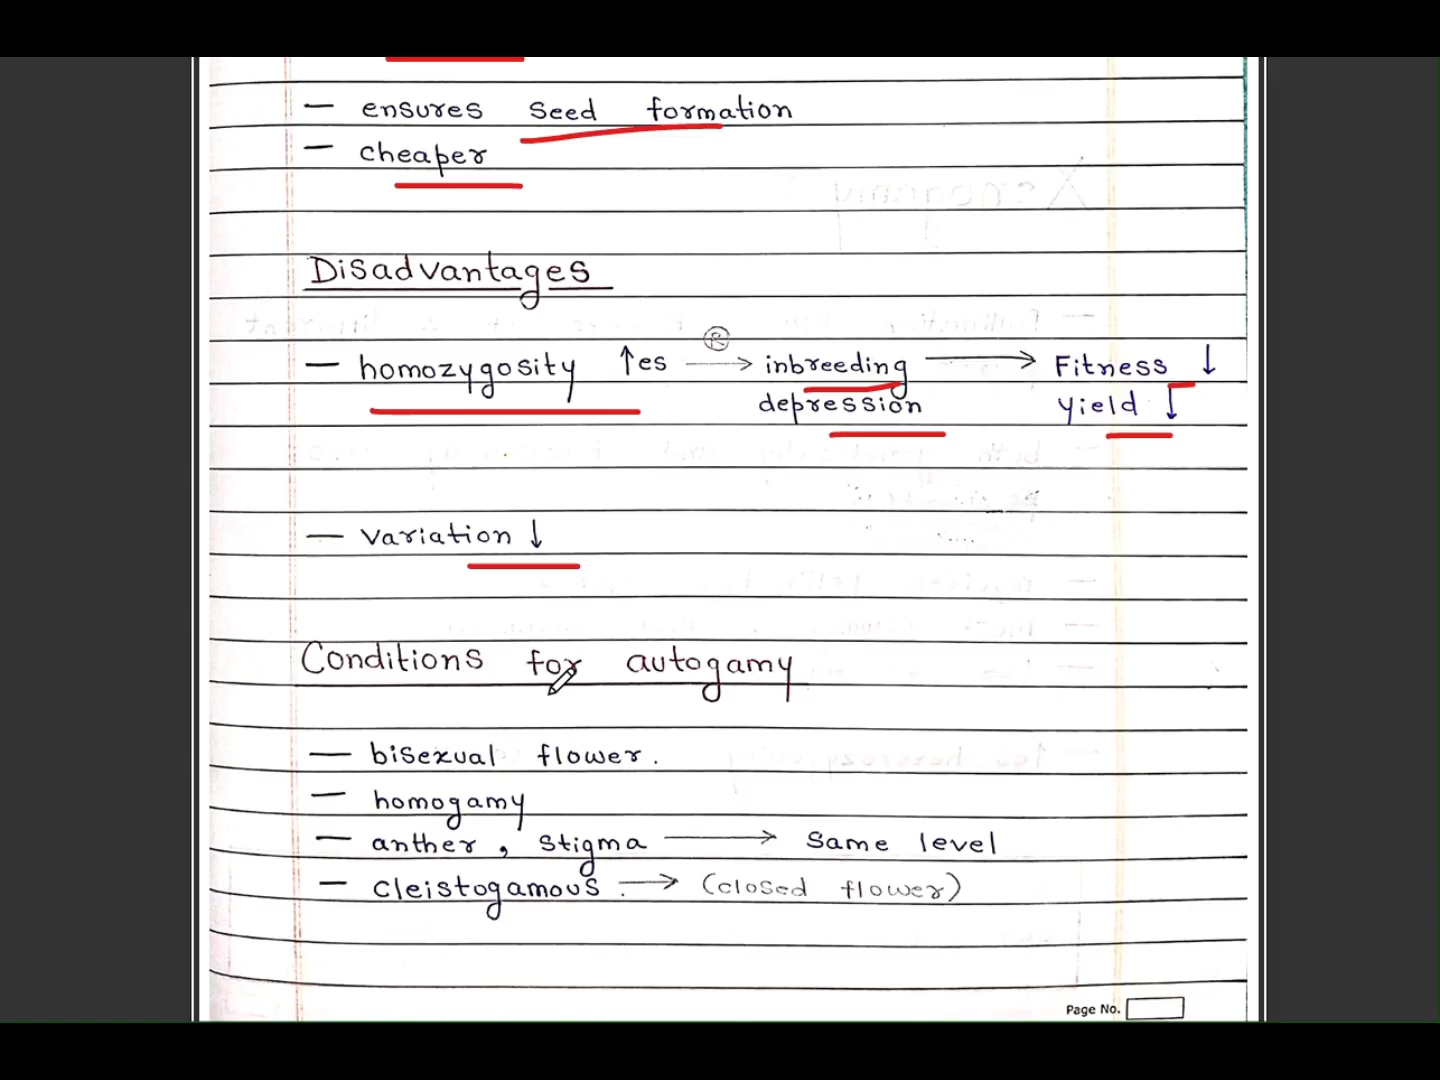 — ensures seed formation
— cheaper
Disadvantages
— homozygosity ↑es ⟶ inbreeding ⟶ Fitness ↓
® depression yield ↓
— variation ↓
Conditions for autogamy
— bisexual flower.
— homogamy
— anther, stigma ⟶ same level
— cleistogamous ⟶ (closed flower)
Page No.